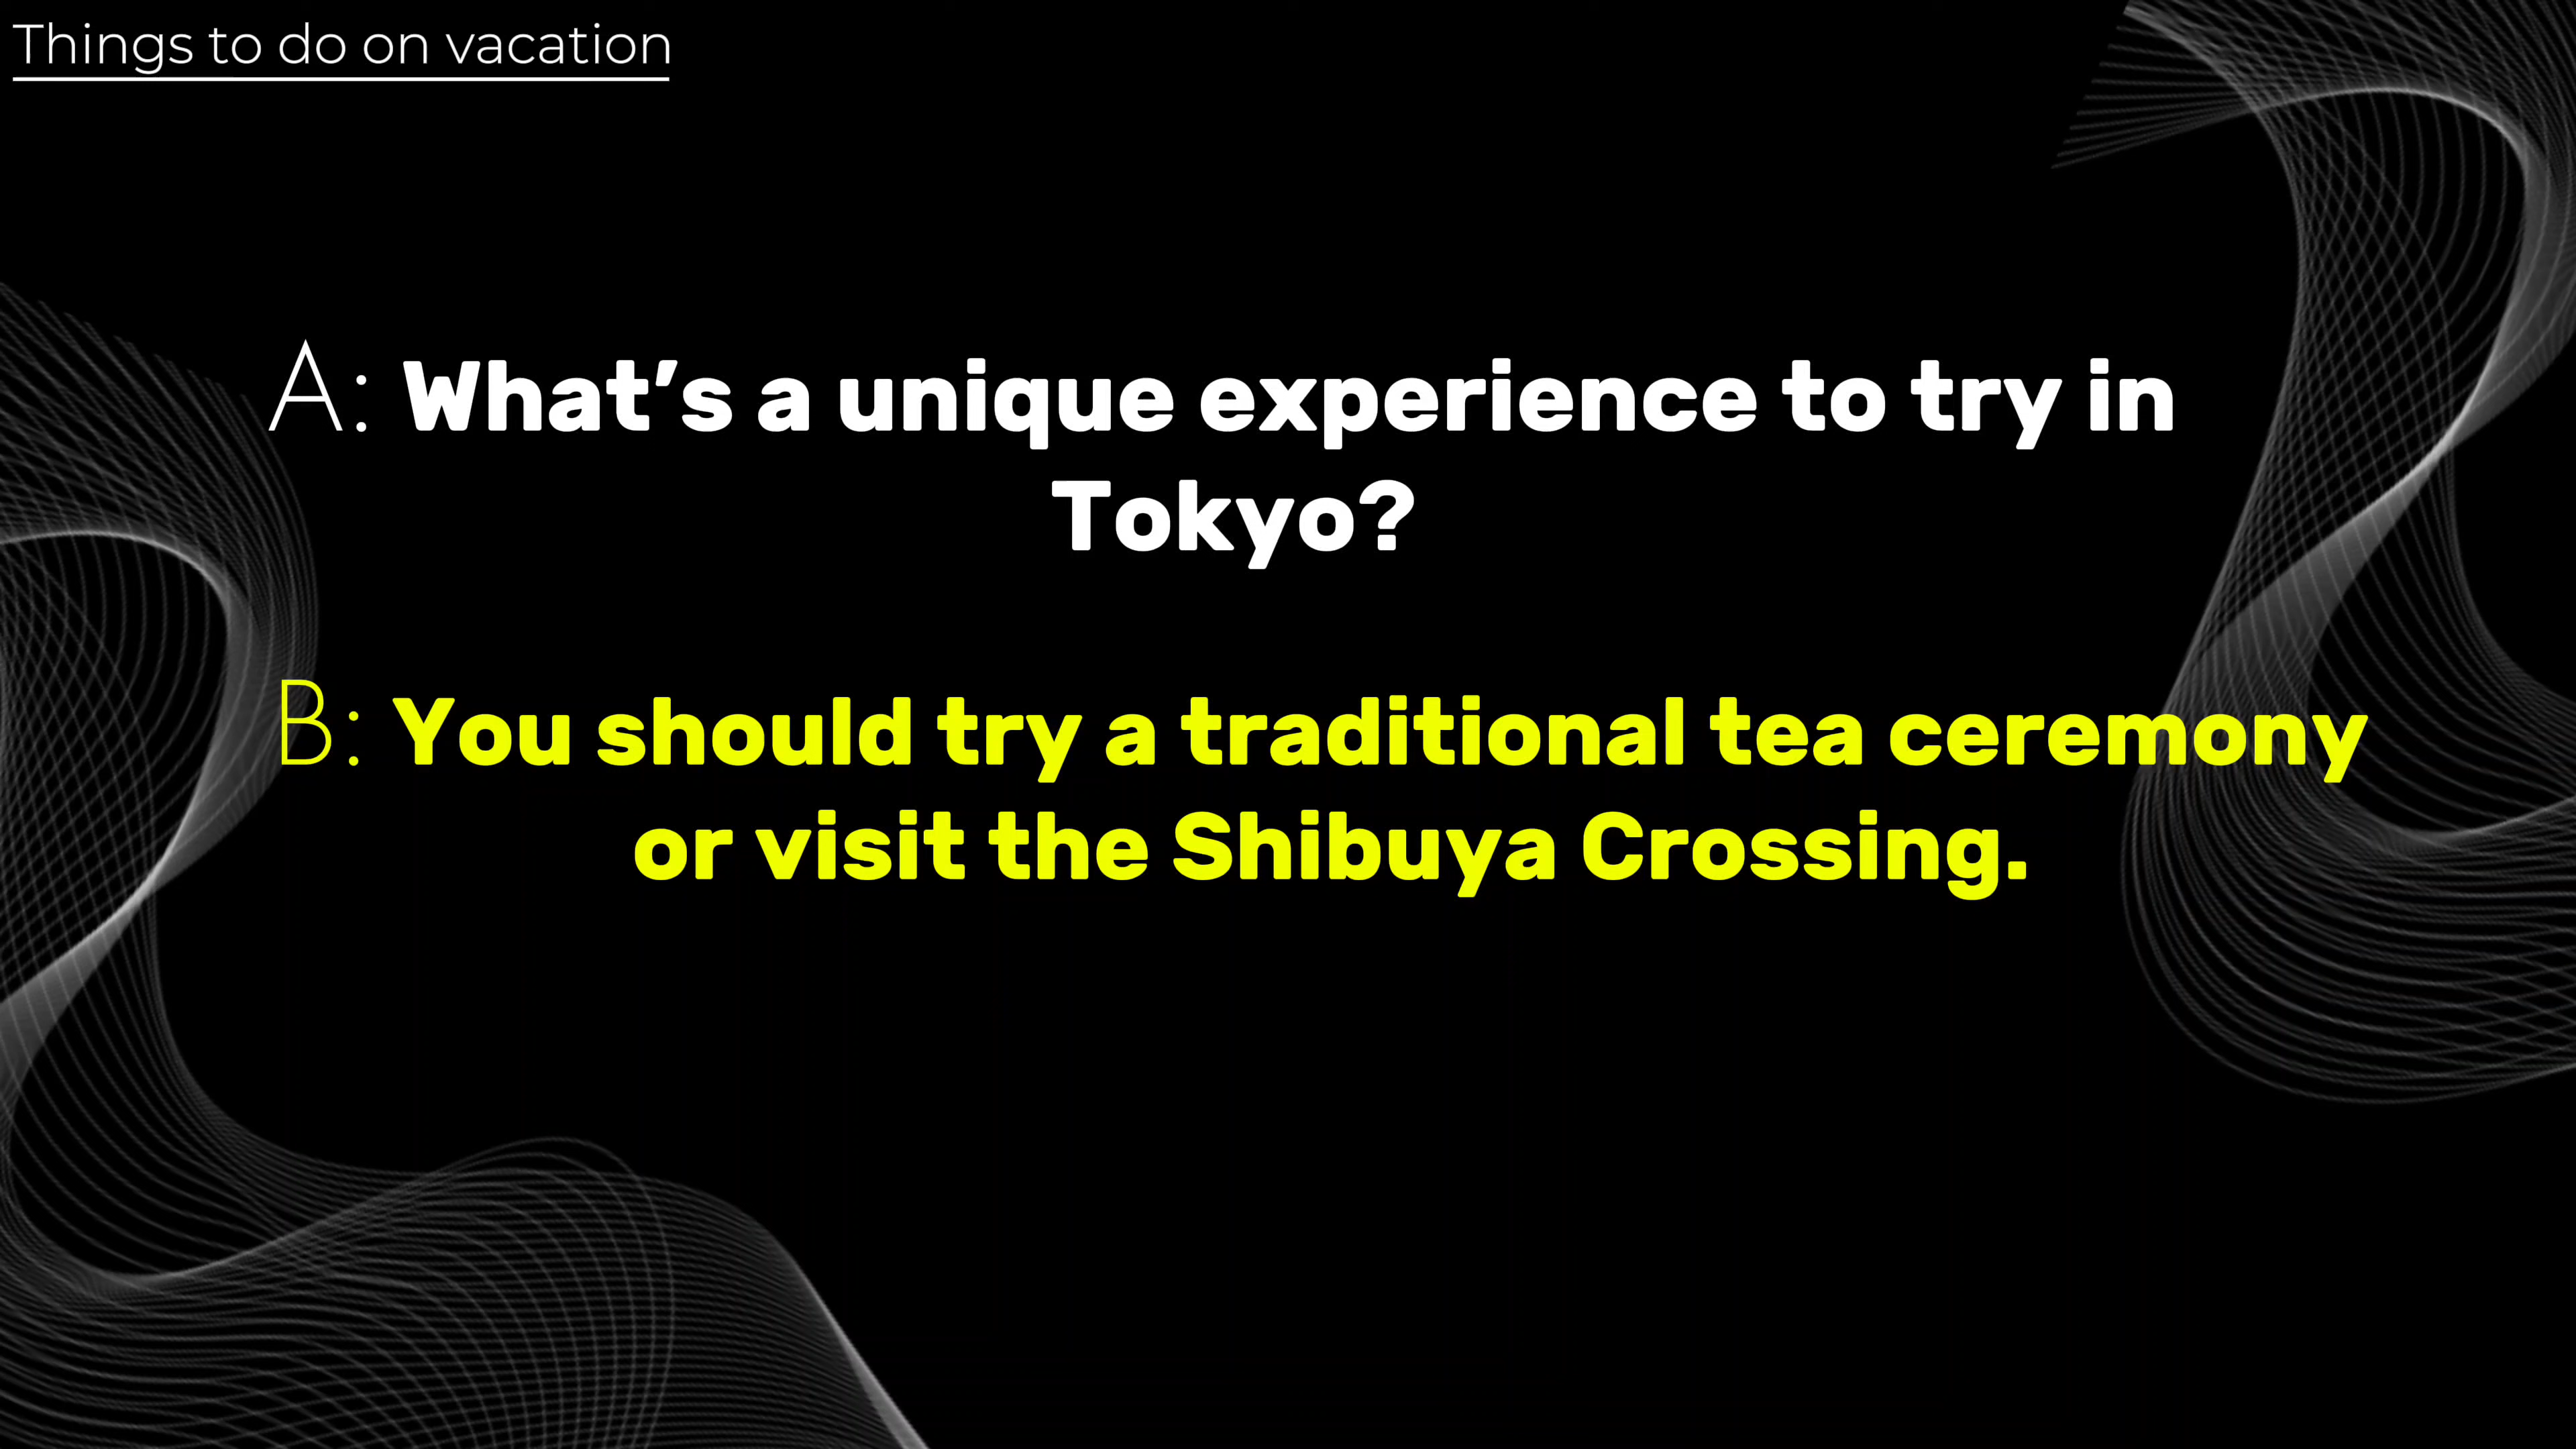 Things to do on vacation
A: What’s a unique experience to try in
Tokyo?
B: You should try a traditional tea ceremony
or visit the Shibuya Crossing.